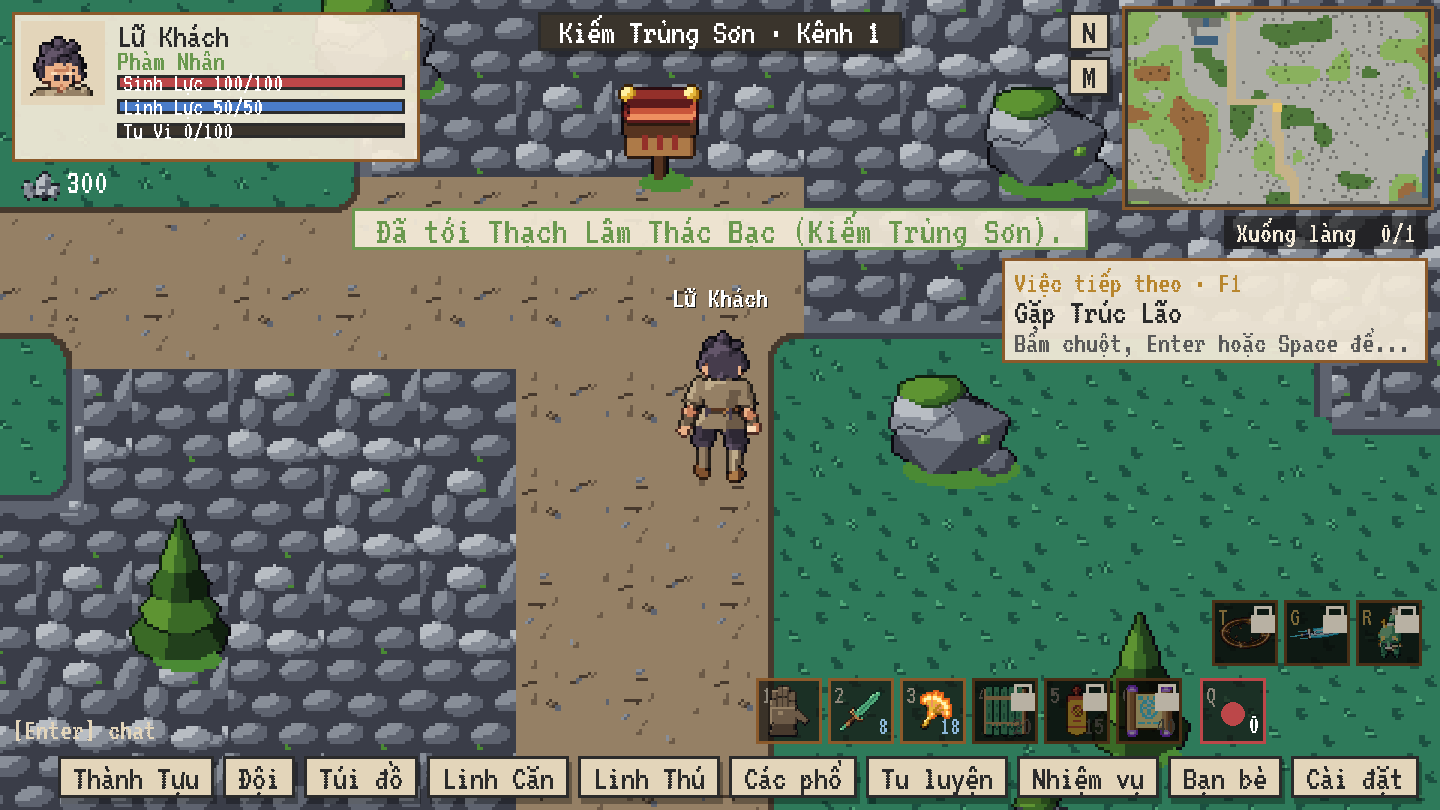 Lữ Khách
Phàm Nhân
Sinh Lực 100/100
Linh Lực 50/50
Tu Vi 0/100
300
Kiếm Trủng Sơn · Kênh 1
N
M
Đã tới Thạch Lâm Thác Bạc (Kiếm Trủng Sơn).
Xuống làng 0/1
Việc tiếp theo · F1
Gặp Trúc Lão
Bấm chuột, Enter hoặc Space để...
Lữ Khách
T
G
R
1
2
8
3
18
5
15
Q
0
[Enter] chat
Thành Tựu
Đội
Túi đồ
Linh Căn
Linh Thú
Các phổ
Tu luyện
Nhiệm vụ
Bạn bè
Cài đặt